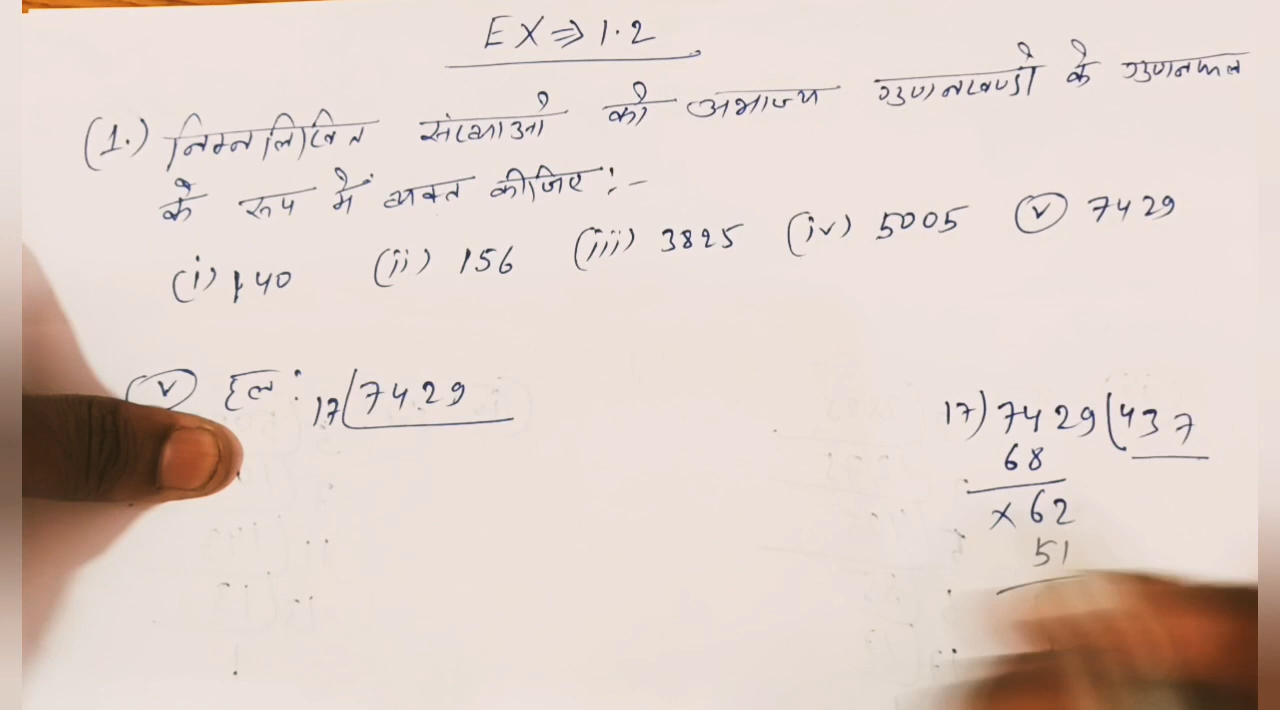 EX ⇒ 1.2
(1.) निम्नलिखित संख्याओं को अभाज्य गुणनखण्डों के गुणनफल
के रूप में व्यक्त कीजिए :-
(i) 140 (ii) 156 (iii) 3825 (iv) 5005 (v) 7429
(v) हल : 17(7429
17) 7429 (437
68
x 62
51